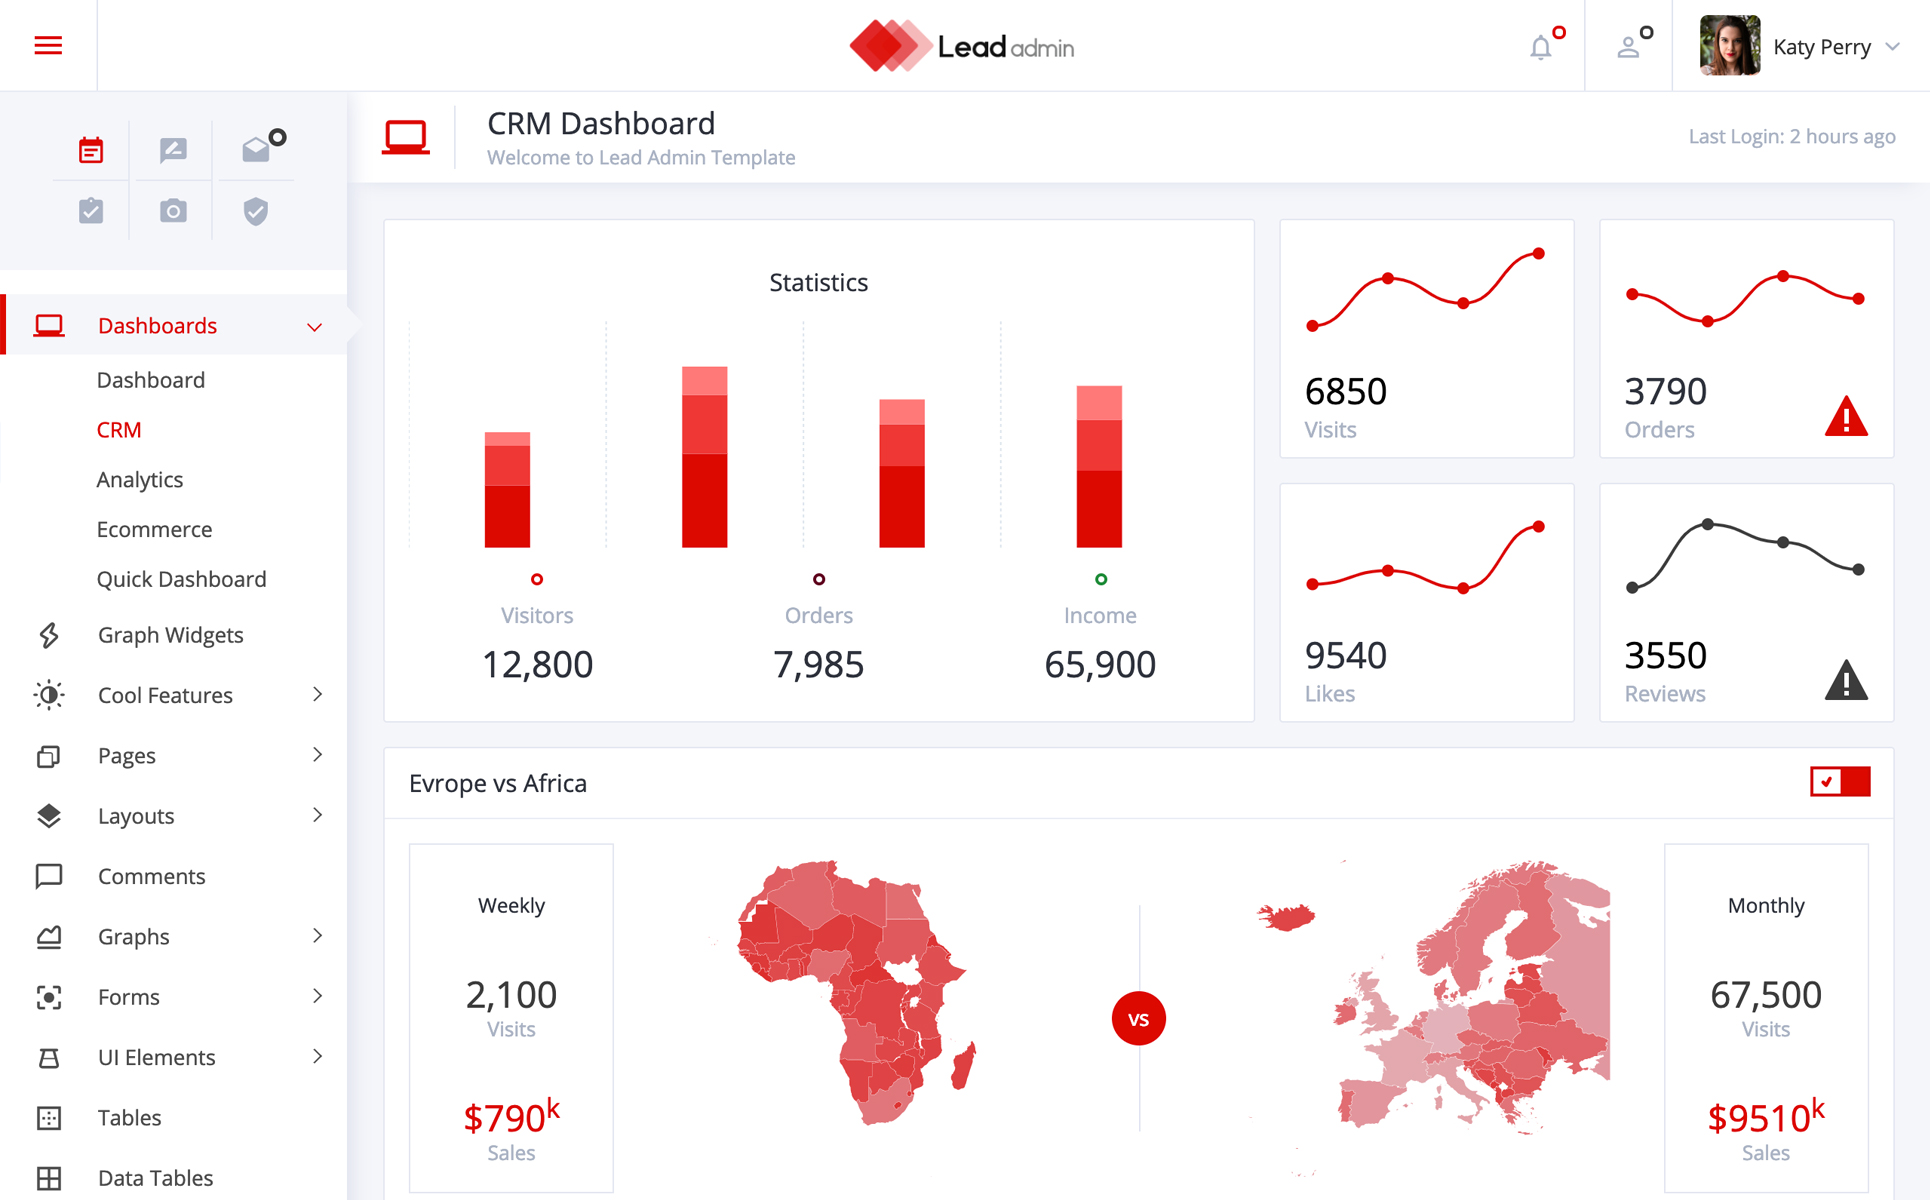 Lead admin
Katy Perry
CRM Dashboard
Welcome to Lead Admin Template
Last Login: 2 hours ago
Dashboards
Dashboard
CRM
Analytics
Ecommerce
Quick Dashboard
Graph Widgets
Cool Features
Pages
Layouts
Comments
Graphs
Forms
UI Elements
Tables
Data Tables
Statistics
Visitors
12,800
Orders
7,985
Income
65,900
6850
Visits
3790
Orders
9540
Likes
3550
Reviews
Evrope vs Africa
Weekly
2,100
Visits
$790k
Sales
vs
Monthly
67,500
Visits
$9510k
Sales